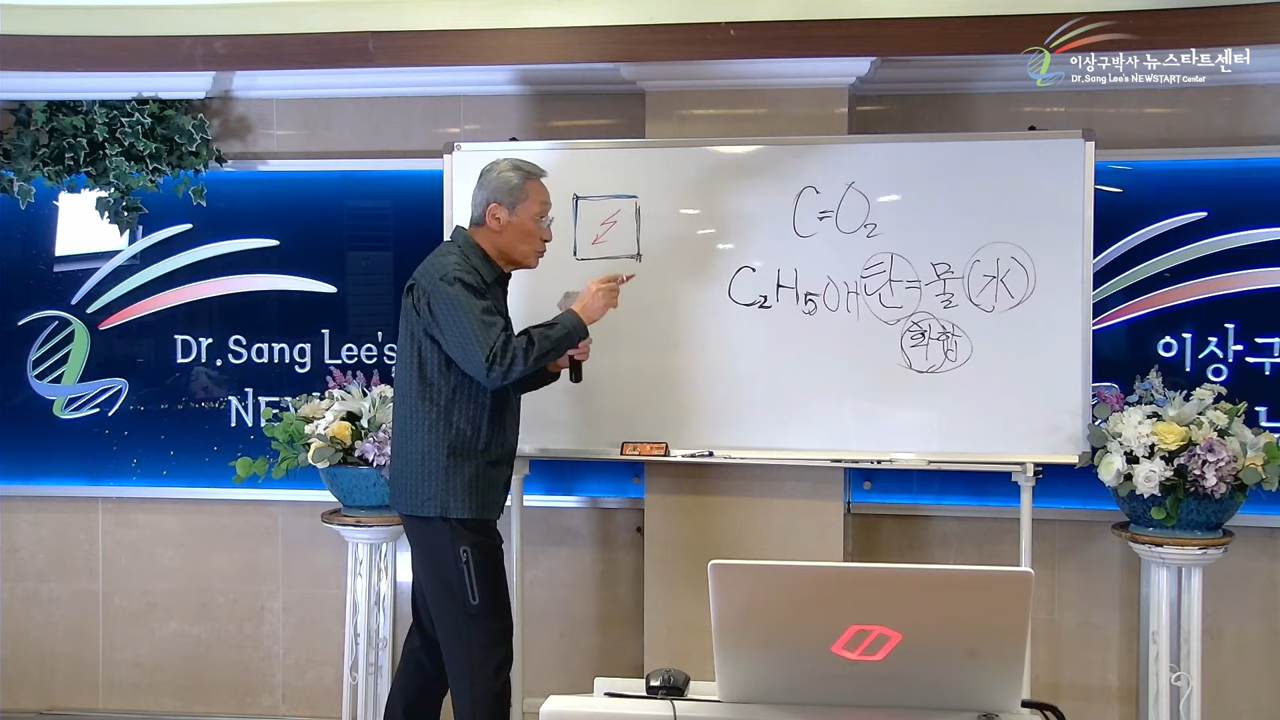 이상구박사 뉴스타트센터
Dr. Sang Lee's NEWSTART Center
C=O₂
C₂H₅OH 탄=물 水
화합
Dr.Sang Lee's
NEW
이상구